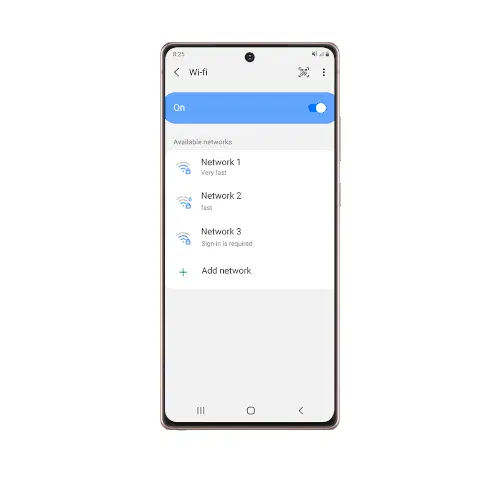 8:25
Wi-fi
On
Available networks
Network 1
Very fast
Network 2
fast
Network 3
Sign-in is required
Add network